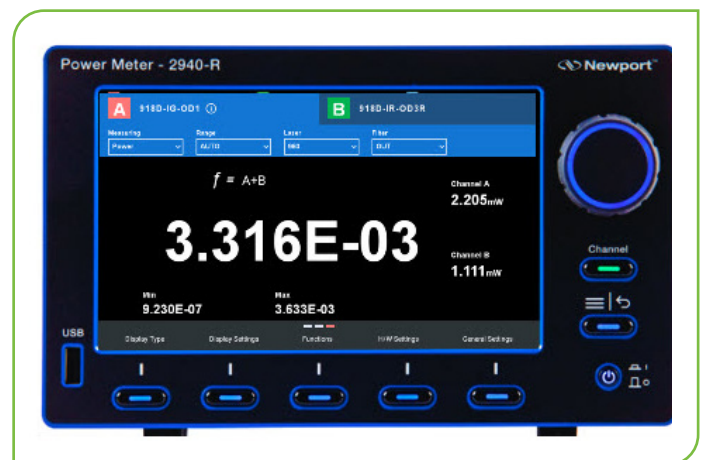 Power Meter - 2940-R
Newport™
A 918D-IG-OD1
B 918D-IR-OD3R
Measuring Range Laser Filter
Power AUTO OUT
ƒ = A+B
Channel A
2.205mW
3.316E-03
Channel B
1.111mW
Min Max
9.230E-07 3.633E-03
Channel
USB
Display Type Display Settings Functions H/W Settings General Settings